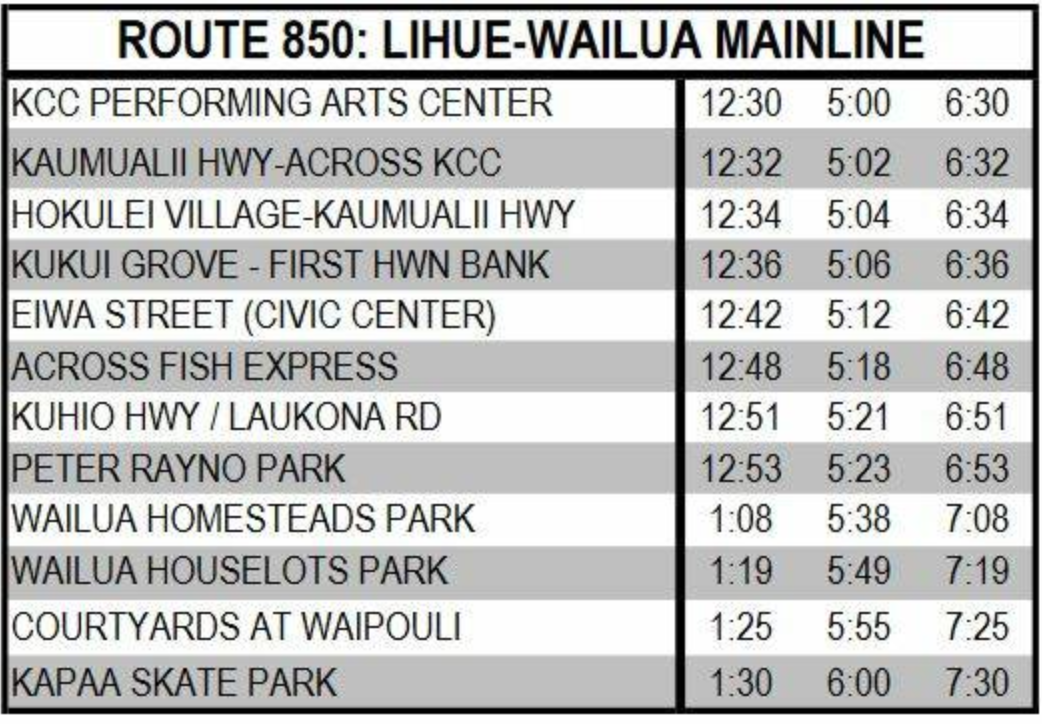 ROUTE 850: LIHUE-WAILUA MAINLINE
KCC PERFORMING ARTS CENTER 12:30 5:00 6:30
KAUMUALII HWY-ACROSS KCC 12:32 5:02 6:32
HOKULEI VILLAGE-KAUMUALII HWY 12:34 5:04 6:34
KUKUI GROVE - FIRST HWN BANK 12:36 5:06 6:36
EIWA STREET (CIVIC CENTER) 12:42 5:12 6:42
ACROSS FISH EXPRESS 12:48 5:18 6:48
KUHIO HWY / LAUKONA RD 12:51 5:21 6:51
PETER RAYNO PARK 12:53 5:23 6:53
WAILUA HOMESTEADS PARK 1:08 5:38 7:08
WAILUA HOUSELOTS PARK 1:19 5:49 7:19
COURTYARDS AT WAIPOULI 1:25 5:55 7:25
KAPAA SKATE PARK 1:30 6:00 7:30